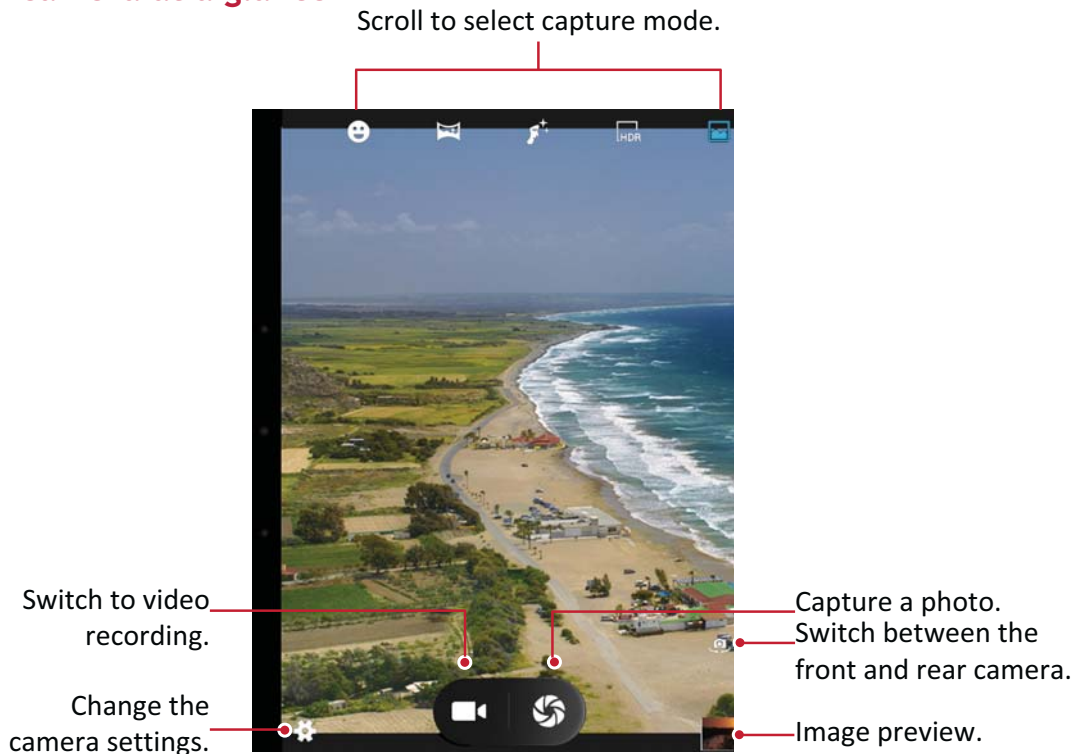 Scroll to select capture mode.
HDR
Switch to video
recording.
Capture a photo.
Switch between the
front and rear camera.
Change the
camera settings.
Image preview.